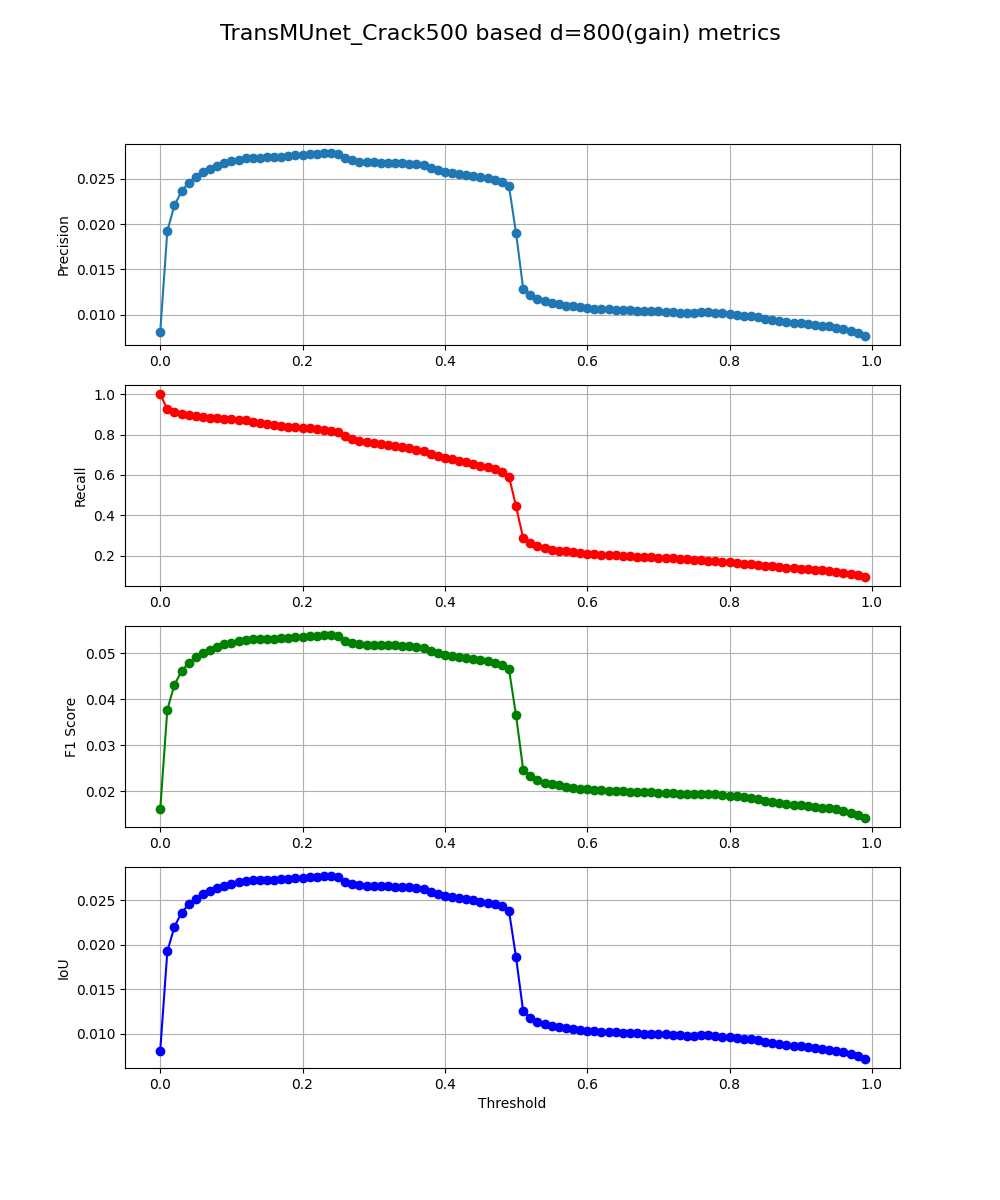 TransMUnet_Crack500 based d=800(gain) metrics
0.025
0.020
0.015
0.010
Precision
0.0 0.2 0.4 0.6 0.8 1.0
1.0
0.8
0.6
0.4
0.2
Recall
0.0 0.2 0.4 0.6 0.8 1.0
0.05
0.04
0.03
0.02
F1 Score
0.0 0.2 0.4 0.6 0.8 1.0
0.025
0.020
0.015
0.010
IoU
0.0 0.2 0.4 0.6 0.8 1.0
Threshold